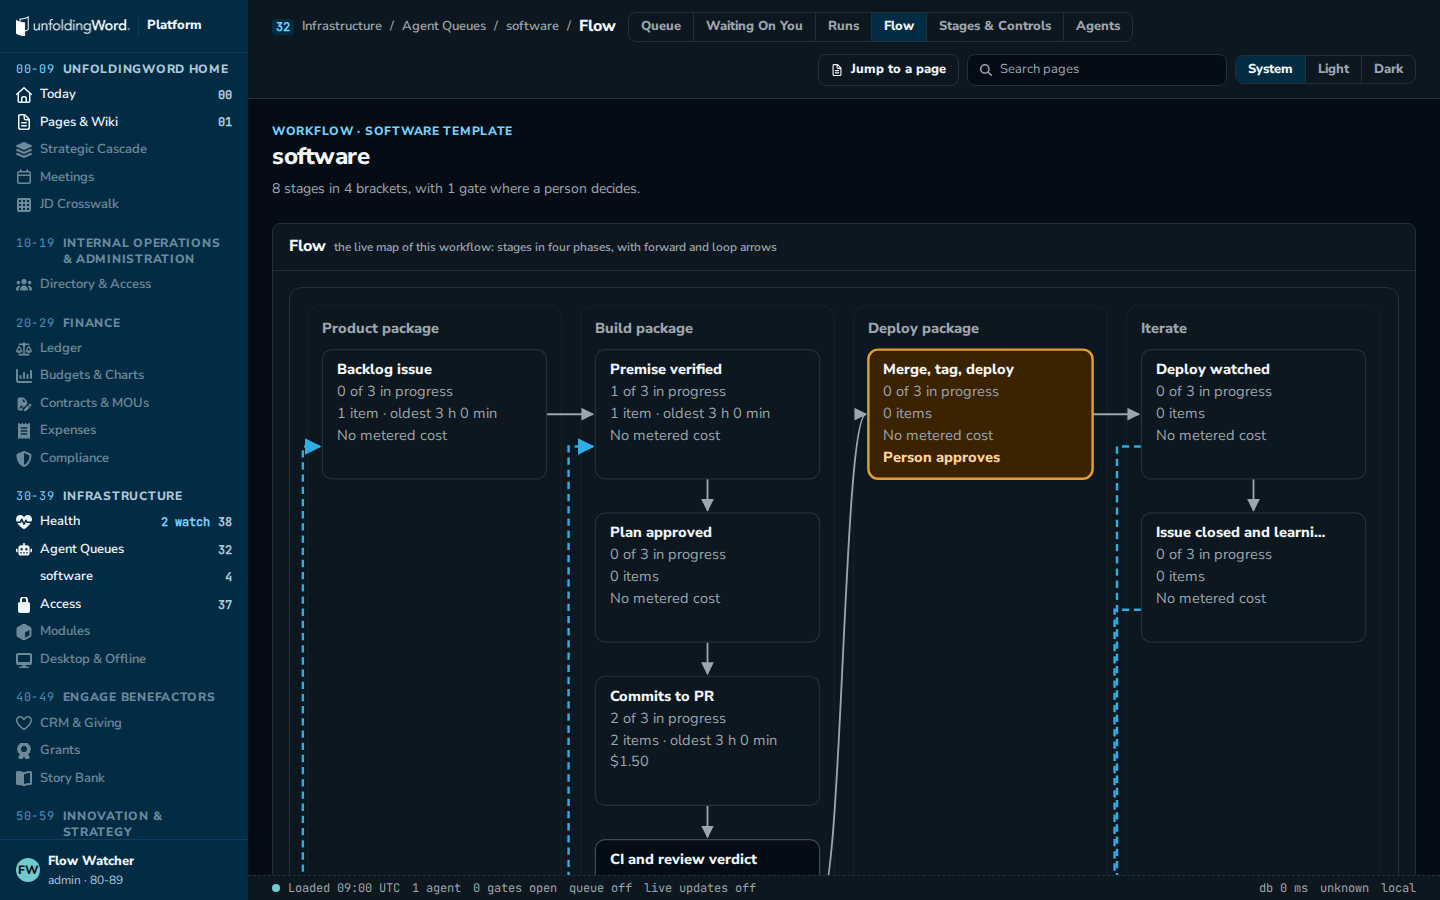 unfoldingWord. Platform
00-09 UNFOLDINGWORD HOME
Today 00
Pages & Wiki 01
Strategic Cascade
Meetings
JD Crosswalk
10-19 INTERNAL OPERATIONS
& ADMINISTRATION
Directory & Access
20-29 FINANCE
Ledger
Budgets & Charts
Contracts & MOUs
Expenses
Compliance
30-39 INFRASTRUCTURE
Health 2 watch 38
Agent Queues 32
software 4
Access 37
Modules
Desktop & Offline
40-49 ENGAGE BENEFACTORS
CRM & Giving
Grants
Story Bank
50-59 INNOVATION &
STRATEGY
FW Flow Watcher
admin · 80-89
32 Infrastructure / Agent Queues / software / Flow
Queue Waiting On You Runs Flow Stages & Controls Agents
Jump to a page Search pages System Light Dark
WORKFLOW · SOFTWARE TEMPLATE
software
8 stages in 4 brackets, with 1 gate where a person decides.
Flow the live map of this workflow: stages in four phases, with forward and loop arrows
Product package
Backlog issue
0 of 3 in progress
1 item · oldest 3 h 0 min
No metered cost
Build package
Premise verified
1 of 3 in progress
1 item · oldest 3 h 0 min
No metered cost
Plan approved
0 of 3 in progress
0 items
No metered cost
Commits to PR
2 of 3 in progress
2 items · oldest 3 h 0 min
$1.50
CI and review verdict
Deploy package
Merge, tag, deploy
0 of 3 in progress
0 items
No metered cost
Person approves
Iterate
Deploy watched
0 of 3 in progress
0 items
No metered cost
Issue closed and learni...
0 of 3 in progress
0 items
No metered cost
Loaded 09:00 UTC 1 agent 0 gates open queue off live updates off
db 0 ms unknown local